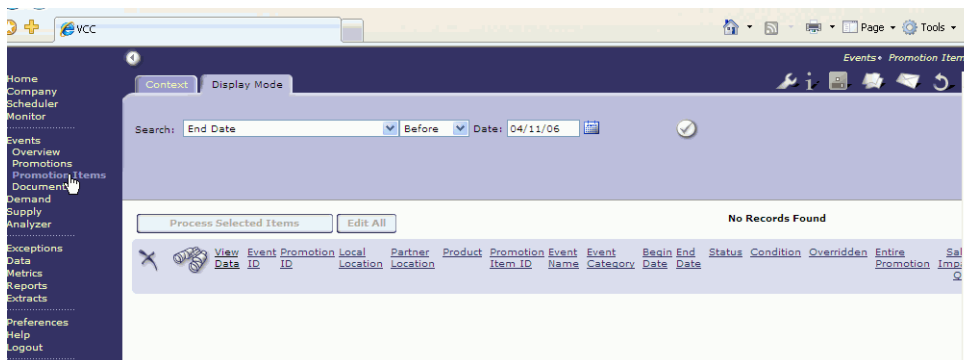 VCC
Page
Tools
Events
Promotion Item
Home
Company
Scheduler
Monitor
Events
Overview
Promotions
Promotion Items
Document
Demand
Supply
Analyzer
Exceptions
Data
Metrics
Reports
Extracts
Preferences
Help
Logout
Context
Display Mode
Search: End Date Before Date: 04/11/06
Process Selected Items
Edit All
No Records Found
View Data
Event ID
Promotion ID
Local Location
Partner Location
Product
Promotion Item ID
Event Name
Event Category
Begin Date
End Date
Status
Condition
Overridden
Entire Promotion